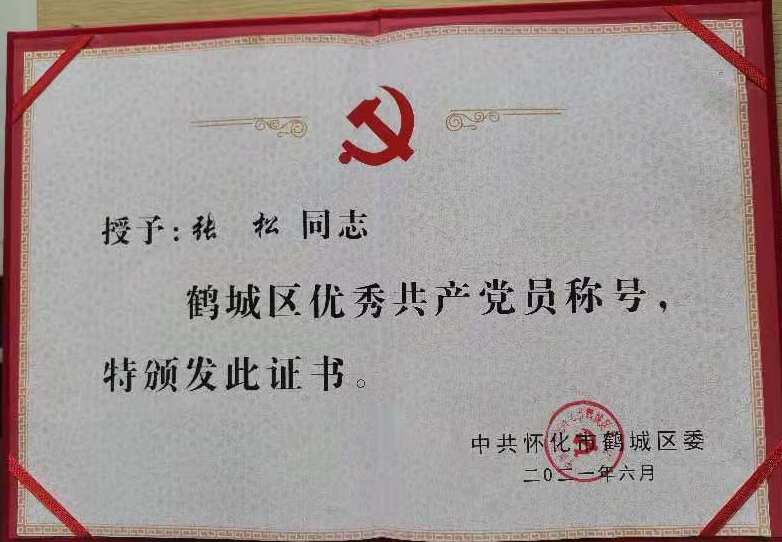 授予：张 松 同志
鹤城区优秀共产党员称号，
特颁发此证书。
中共怀化市鹤城区委
二〇二一年六月